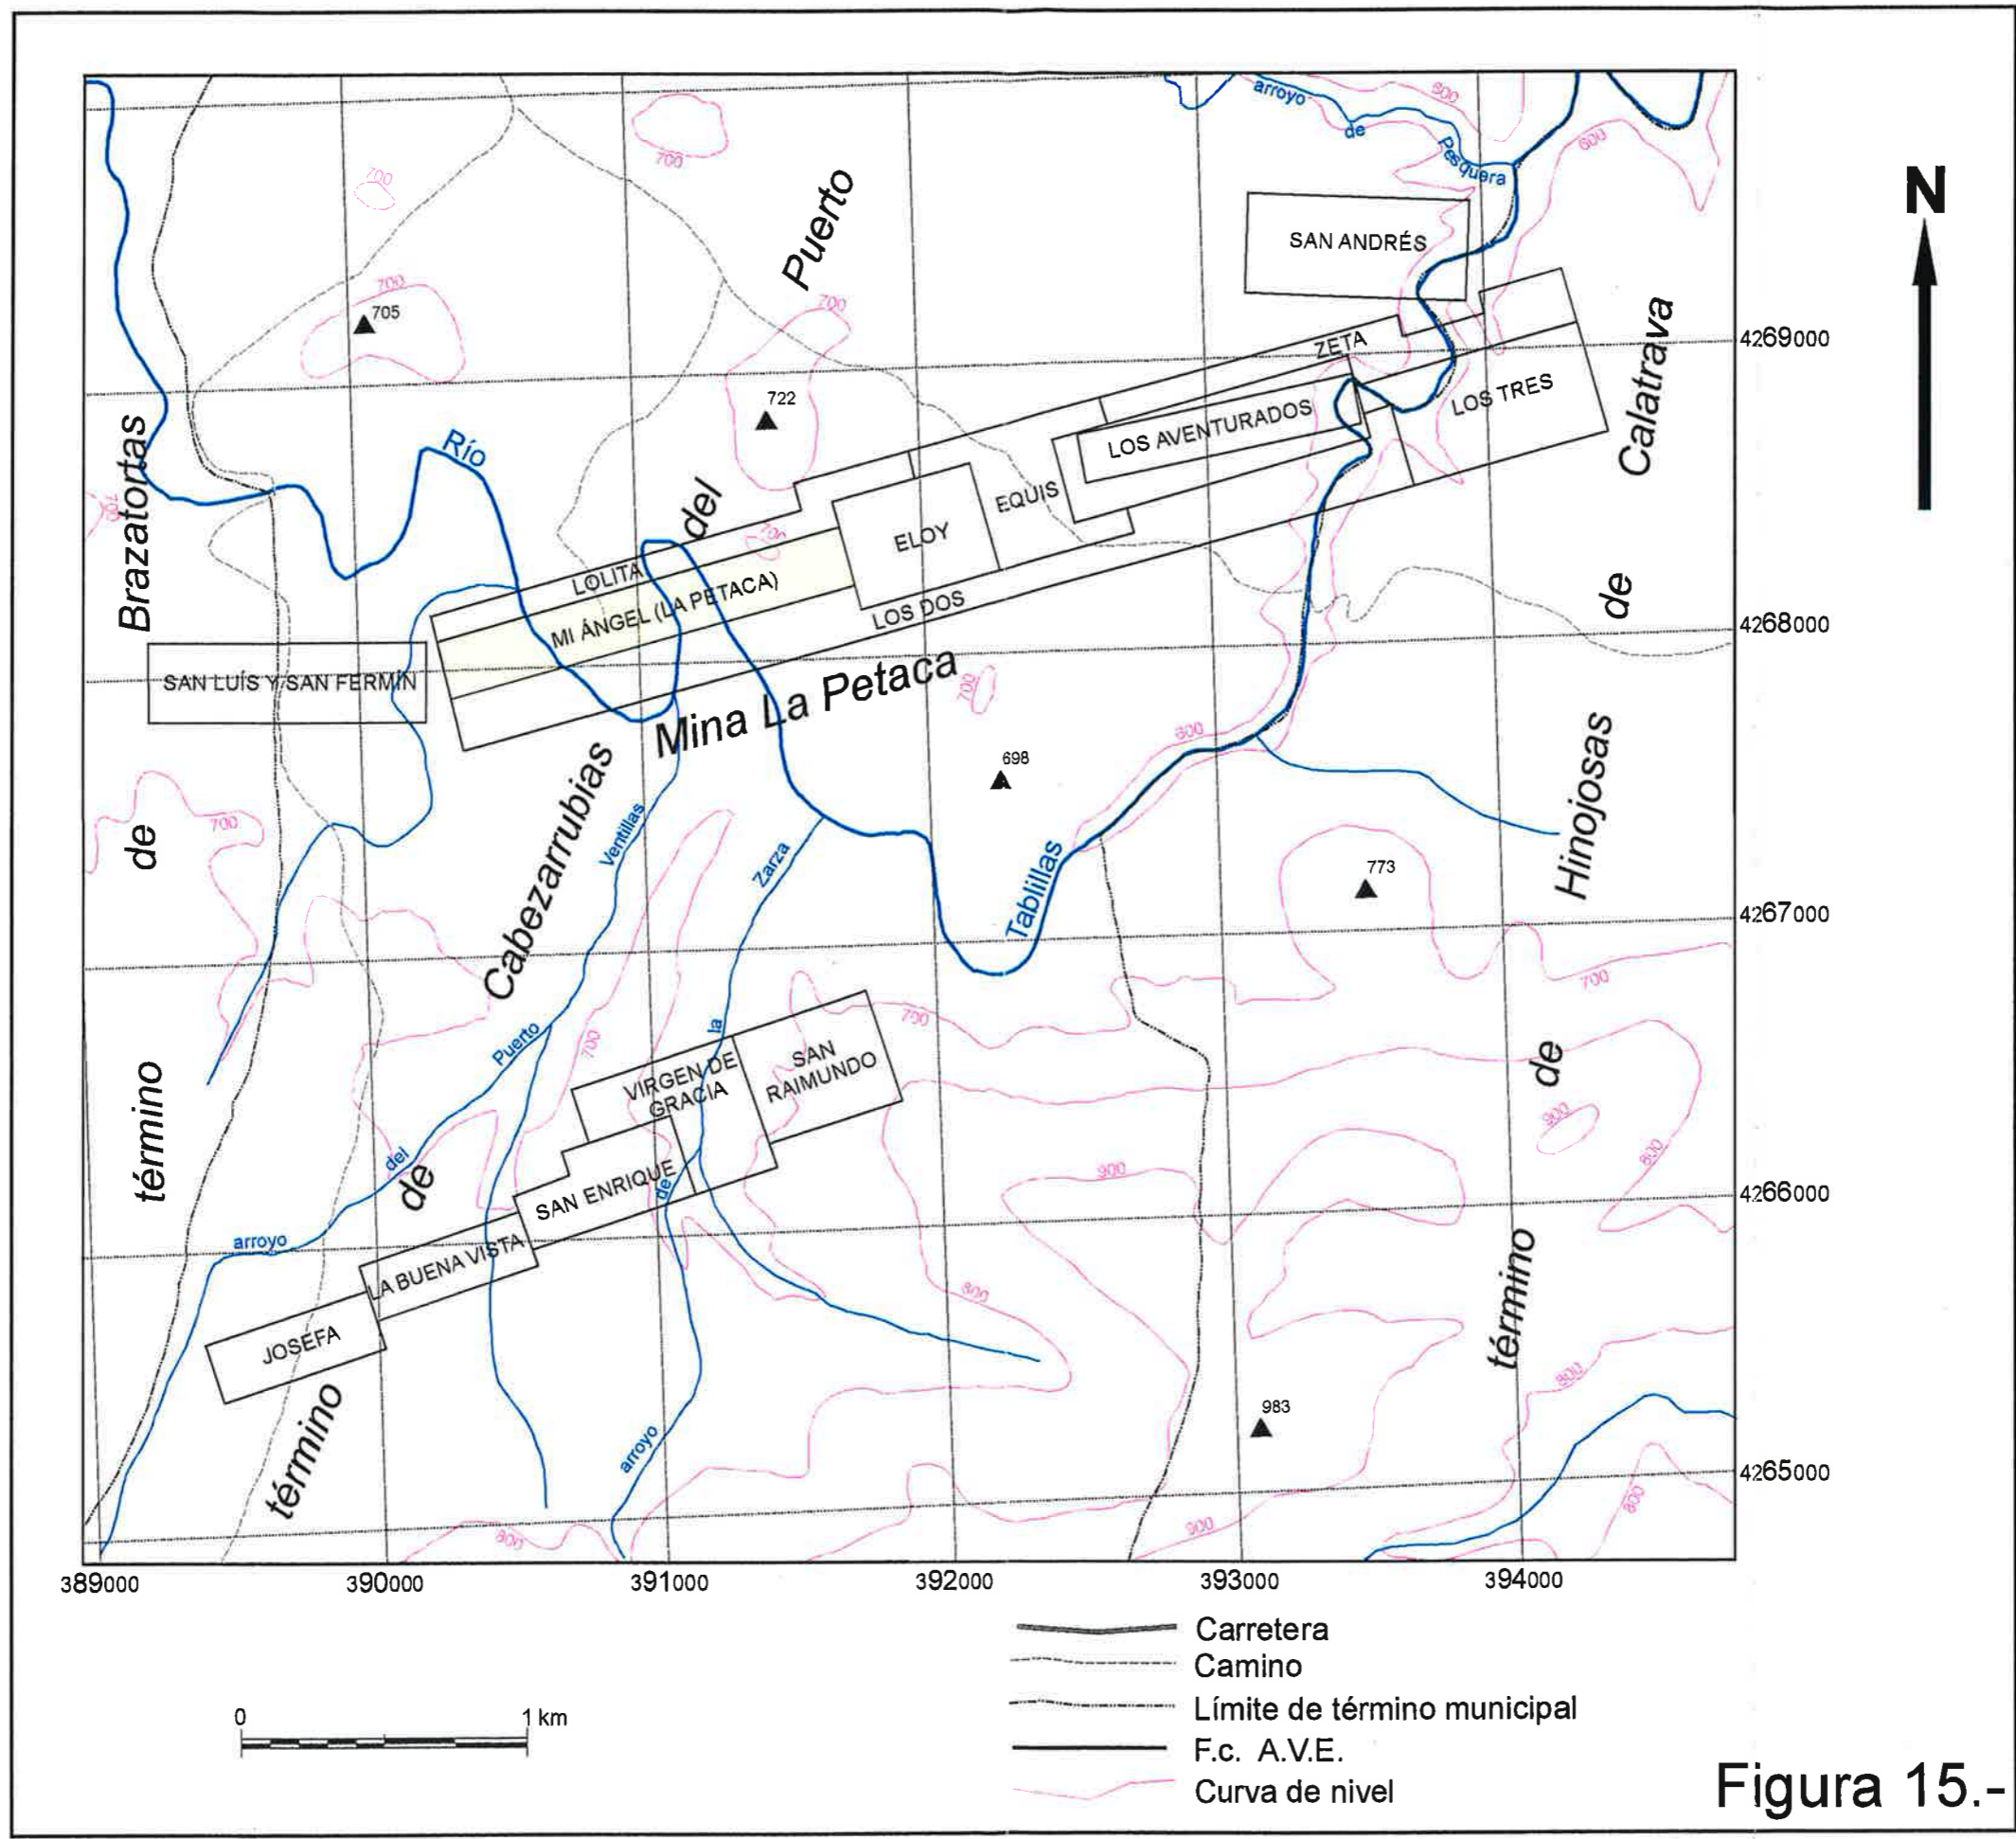 arroyo
de
Pesquera
600
600
700
700
N
Puerto
SAN ANDRÉS
700
705
700
ZETA
4269000
722
LOS TRES
Calatrava
LOS AVENTURADOS
Brazatortas
Río
del
EQUIS
700
700
ELOY
LOLITA
MI ÁNGEL (LA PETACA)
LOS DOS
de
4268000
SAN LUÍS Y SAN FERMÍN
Mina La Petaca
700
600
698
Hinojosas
Cabezarrubias
de
700
Ventillas
Zarza
Tablillas
773
4267000
700
Puerto
la
700
700
VIRGEN DE
GRACIA
SAN
RAIMUNDO
de
900
término
del
de
SAN ENRIQUE
de
900
800
4266000
arroyo
LA BUENA VISTA
800
término
JOSEFA
término
800
983
arroyo
4265000
800
900
800
389000
390000
391000
392000
393000
394000
Carretera
Camino
Límite de término municipal
F.c. A.V.E.
Curva de nivel
0
1 km
Figura 15.-